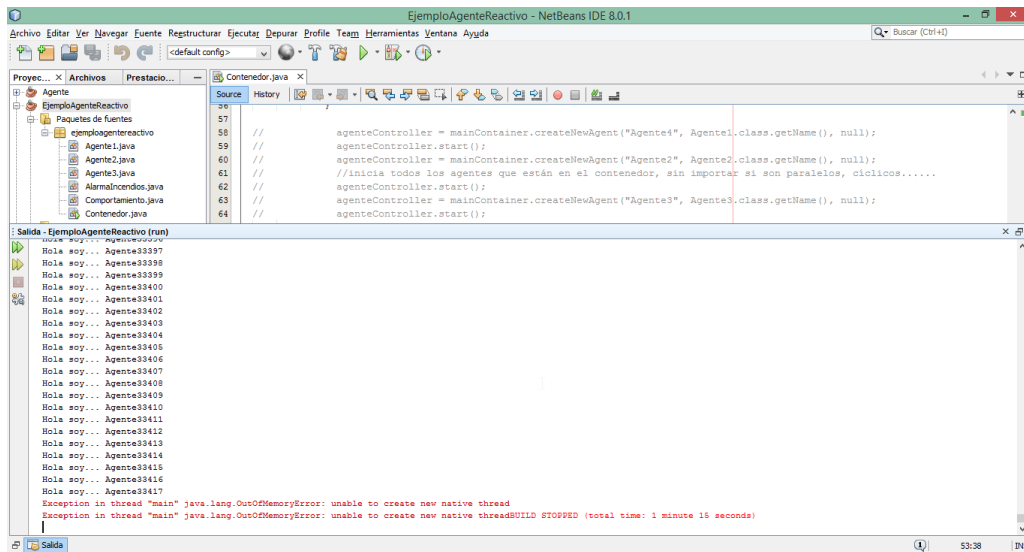 EjemploAgenteReactivo - NetBeans IDE 8.0.1
Archivo Editar Ver Navegar Fuente Reestructurar Ejecutar Depurar Profile Team Herramientas Ventana Ayuda
Buscar (Ctrl+I)
<default config>
Proyec... Archivos Prestacio...
Contenedor.java
Agente
EjemploAgenteReactivo
Paquetes de fuentes
ejemploagentereactivo
Agente1.java
Agente2.java
Agente3.java
AlarmaIncendios.java
Comportamiento.java
Contenedor.java
Source History
56 }
57
58 // agenteController = mainContainer.createNewAgent("Agente4", Agente1.class.getName(), null);
59 // agenteController.start();
60 // agenteController = mainContainer.createNewAgent("Agente2", Agente2.class.getName(), null);
61 // //inicia todos los agentes que están en el contenedor, sin importar si son paralelos, cíclicos......
62 // agenteController.start();
63 // agenteController = mainContainer.createNewAgent("Agente3", Agente3.class.getName(), null);
64 // agenteController.start();
Salida - EjemploAgenteReactivo (run)
Hola soy... Agente33396
Hola soy... Agente33397
Hola soy... Agente33398
Hola soy... Agente33399
Hola soy... Agente33400
Hola soy... Agente33401
Hola soy... Agente33402
Hola soy... Agente33403
Hola soy... Agente33404
Hola soy... Agente33405
Hola soy... Agente33406
Hola soy... Agente33407
Hola soy... Agente33408
Hola soy... Agente33409
Hola soy... Agente33410
Hola soy... Agente33411
Hola soy... Agente33412
Hola soy... Agente33413
Hola soy... Agente33414
Hola soy... Agente33415
Hola soy... Agente33416
Hola soy... Agente33417
Exception in thread "main" java.lang.OutOfMemoryError: unable to create new native thread
Exception in thread "main" java.lang.OutOfMemoryError: unable to create new native threadBUILD STOPPED (total time: 1 minute 15 seconds)
Salida
1
53:38
IN